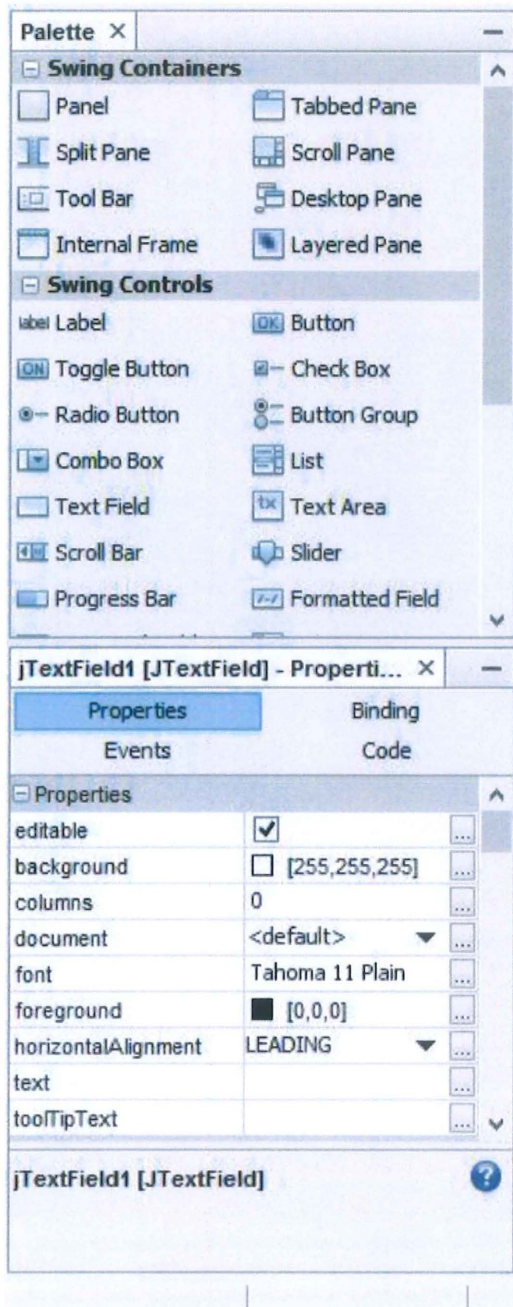 Palette ×
Swing Containers
Panel Tabbed Pane
Split Pane Scroll Pane
Tool Bar Desktop Pane
Internal Frame Layered Pane
Swing Controls
label Label OK Button
ON Toggle Button Check Box
Radio Button Button Group
Combo Box List
Text Field tx Text Area
Scroll Bar Slider
Progress Bar Formatted Field
jTextField1 [JTextField] - Properti... ×
Properties Binding
Events Code
Properties
editable ...
background [255,255,255] ...
columns 0 ...
document <default> ...
font Tahoma 11 Plain ...
foreground [0,0,0] ...
horizontalAlignment LEADING ...
text ...
toolTipText ...
jTextField1 [JTextField] ?